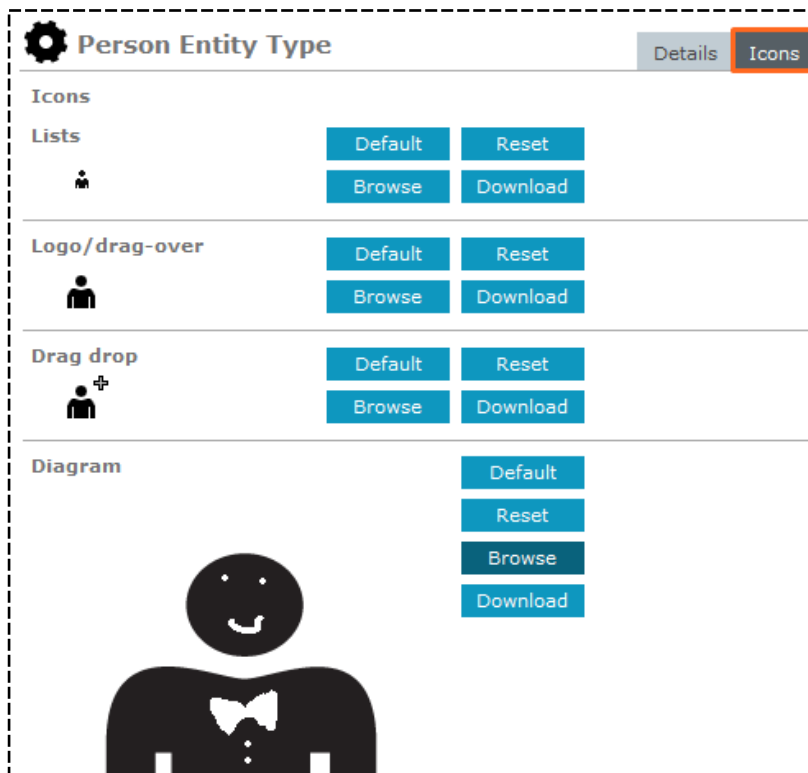 Person Entity Type
Details Icons
Icons
Lists
Default Reset
Browse Download
Logo/drag-over
Default Reset
Browse Download
Drag drop
Default Reset
Browse Download
Diagram
Default
Reset
Browse
Download